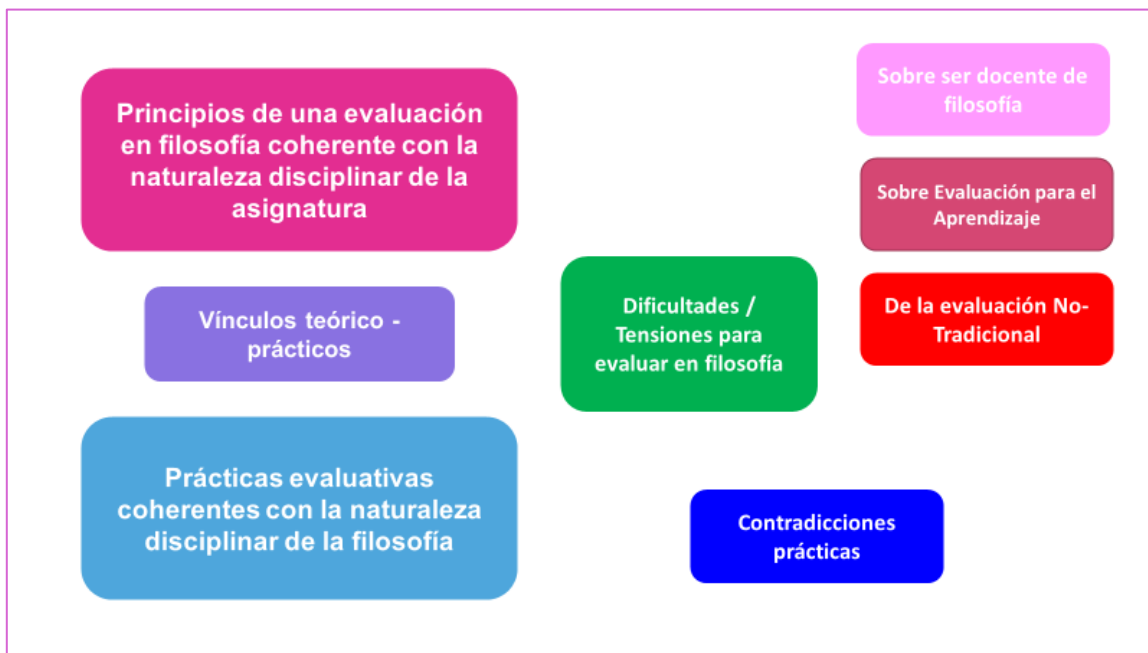 Principios de una evaluación
en filosofía coherente con la
naturaleza disciplinar de la
asignatura
Vínculos teórico -
prácticos
Prácticas evaluativas
coherentes con la naturaleza
disciplinar de la filosofía
Dificultades /
Tensiones para
evaluar en filosofía
Sobre ser docente de
filosofía
Sobre Evaluación para el
Aprendizaje
De la evaluación No-
Tradicional
Contradicciones
prácticas